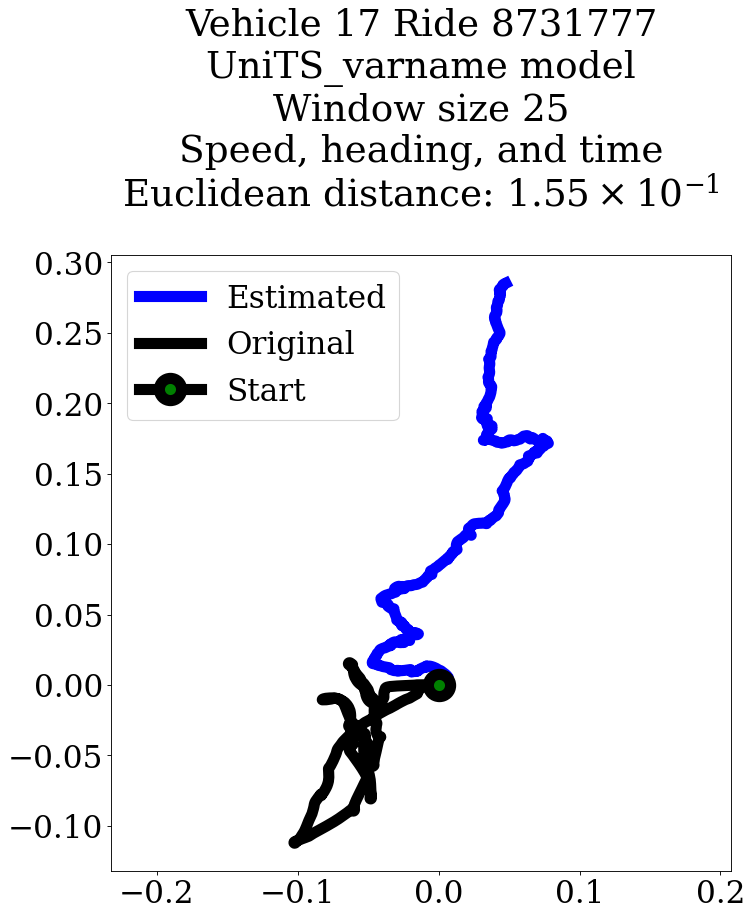 Vehicle 17 Ride 8731777
UniTS_varname model
Window size 25
Speed, heading, and time
Euclidean distance: 1.55 × 10⁻¹
0.30
0.25
0.20
0.15
0.10
0.05
0.00
−0.05
−0.10
Estimated
Original
Start
−0.2
−0.1
0.0
0.1
0.2